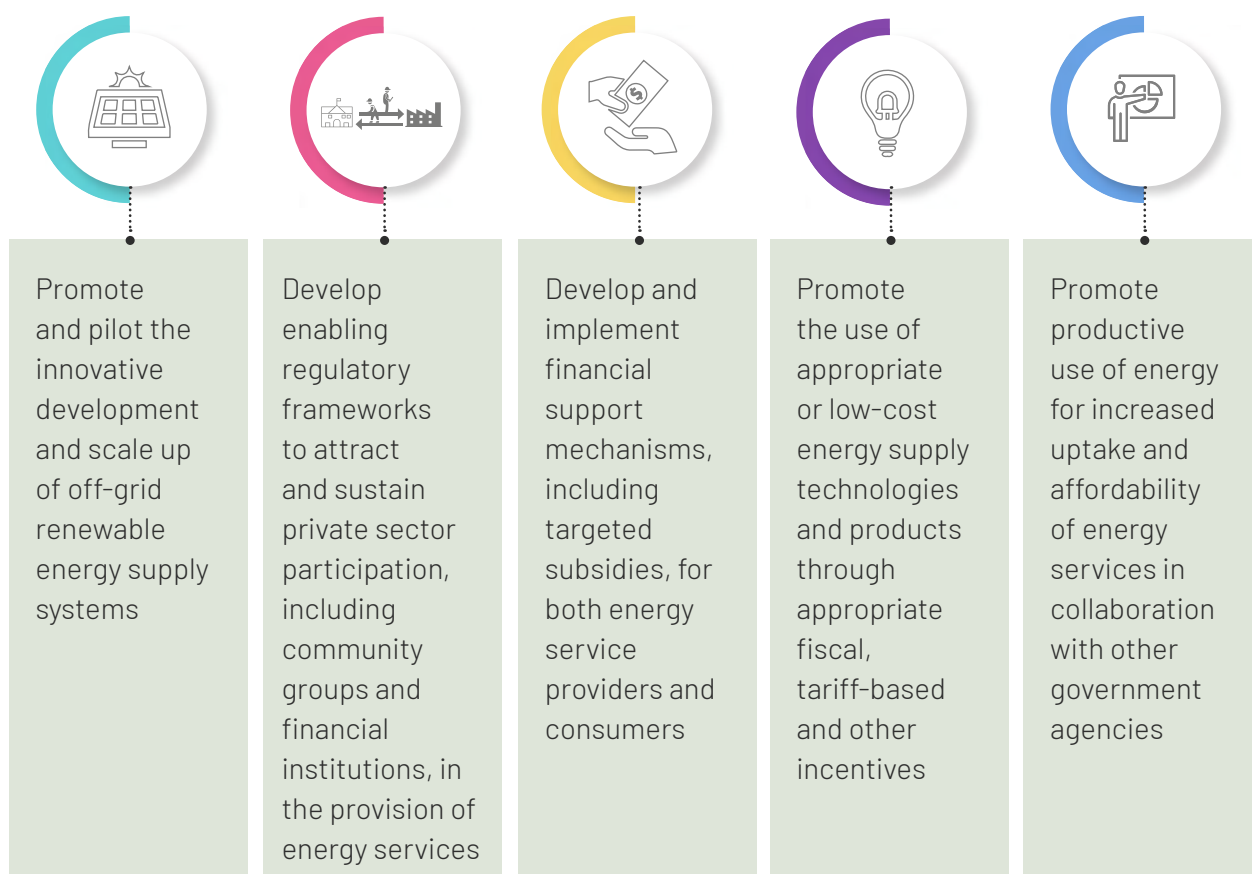 Promote
and pilot the
innovative
development
and scale up
of off-grid
renewable
energy supply
systems
Develop
enabling
regulatory
frameworks
to attract
and sustain
private sector
participation,
including
community
groups and
financial
institutions, in
the provision of
energy services
Develop and
implement
financial
support
mechanisms,
including
targeted
subsidies, for
both energy
service
providers and
consumers
Promote
the use of
appropriate
or low-cost
energy supply
technologies
and products
through
appropriate
fiscal,
tariff-based
and other
incentives
Promote
productive
use of energy
for increased
uptake and
affordability
of energy
services in
collaboration
with other
government
agencies